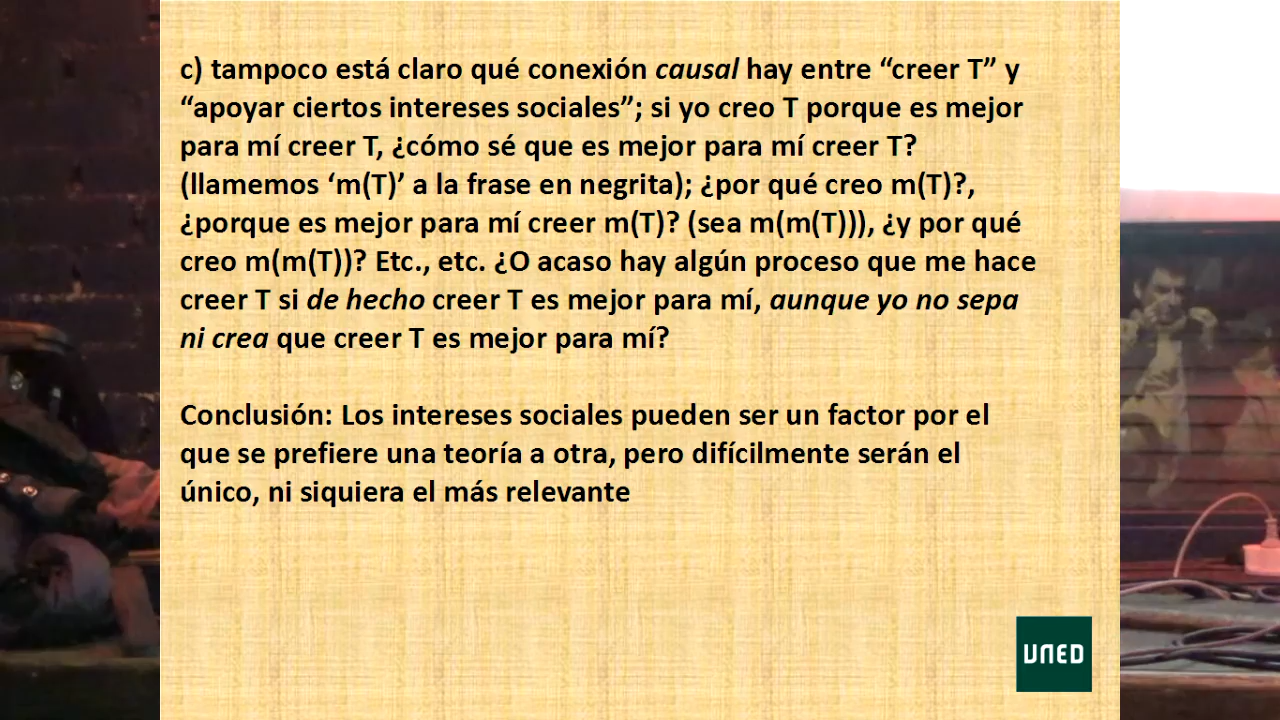 c) tampoco está claro qué conexión causal hay entre “creer T” y
“apoyar ciertos intereses sociales”; si yo creo T porque es mejor
para mí creer T, ¿cómo sé que es mejor para mí creer T?
(llamemos ‘m(T)’ a la frase en negrita); ¿por qué creo m(T)?,
¿porque es mejor para mí creer m(T)? (sea m(m(T))), ¿y por qué
creo m(m(T))? Etc., etc. ¿O acaso hay algún proceso que me hace
creer T si de hecho creer T es mejor para mí, aunque yo no sepa
ni crea que creer T es mejor para mí?
Conclusión: Los intereses sociales pueden ser un factor por el
que se prefiere una teoría a otra, pero difícilmente serán el
único, ni siquiera el más relevante
UNED